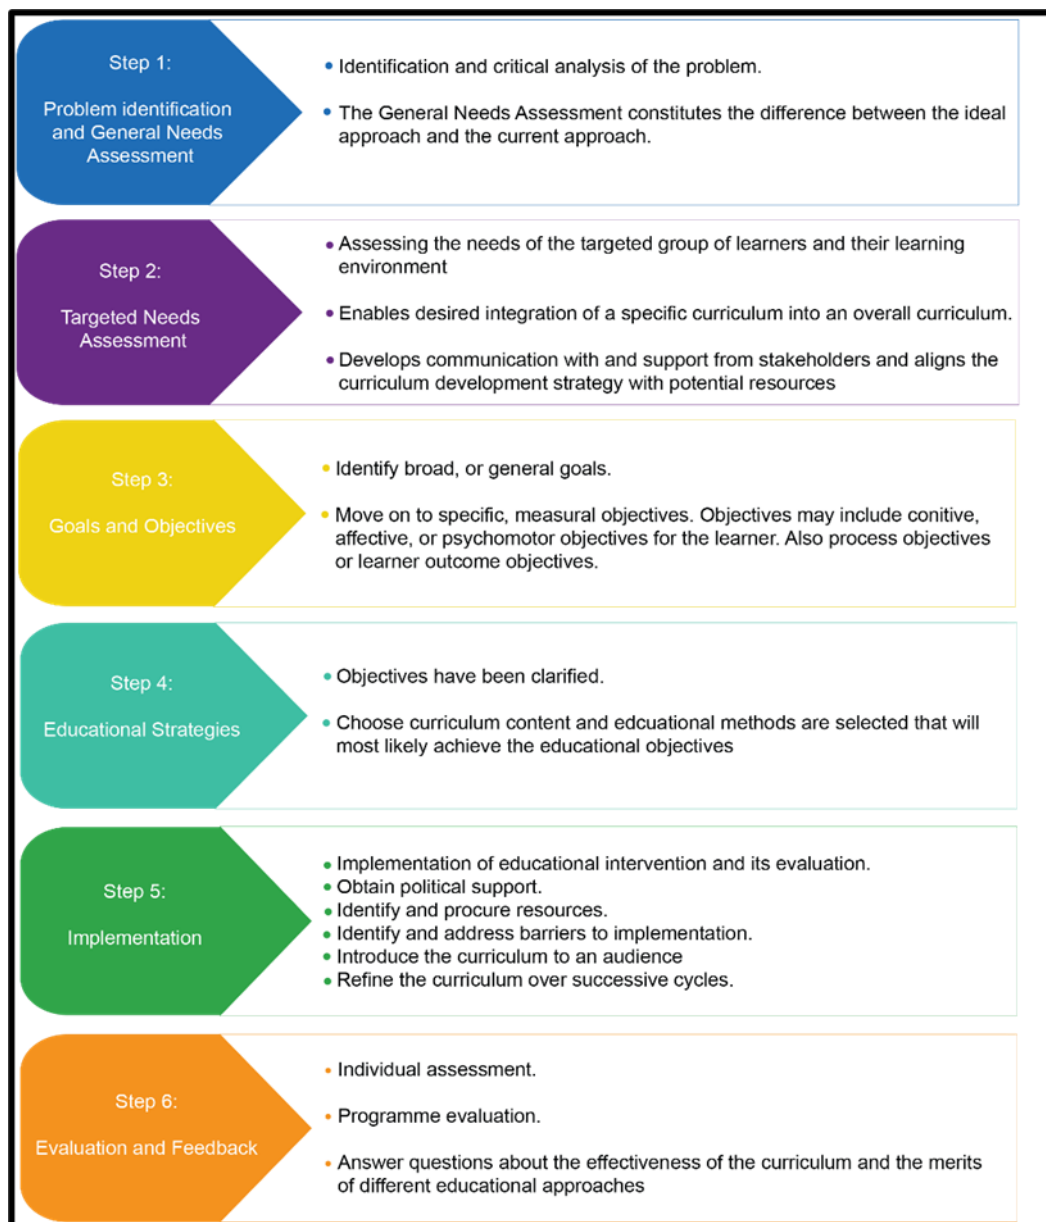 Step 1:
Problem identification
and General Needs
Assessment
• Identification and critical analysis of the problem.
• The General Needs Assessment constitutes the difference between the ideal
approach and the current approach.
Step 2:
Targeted Needs
Assessment
• Assessing the needs of the targeted group of learners and their learning
environment
• Enables desired integration of a specific curriculum into an overall curriculum.
• Develops communication with and support from stakeholders and aligns the
curriculum development strategy with potential resources
Step 3:
Goals and Objectives
• Identify broad, or general goals.
• Move on to specific, measural objectives. Objectives may include conitive,
affective, or psychomotor objectives for the learner. Also process objectives
or learner outcome objectives.
Step 4:
Educational Strategies
• Objectives have been clarified.
• Choose curriculum content and edcuational methods are selected that will
most likely achieve the educational objectives
Step 5:
Implementation
• Implementation of educational intervention and its evaluation.
• Obtain political support.
• Identify and procure resources.
• Identify and address barriers to implementation.
• Introduce the curriculum to an audience
• Refine the curriculum over successive cycles.
Step 6:
Evaluation and Feedback
• Individual assessment.
• Programme evaluation.
• Answer questions about the effectiveness of the curriculum and the merits
of different educational approaches